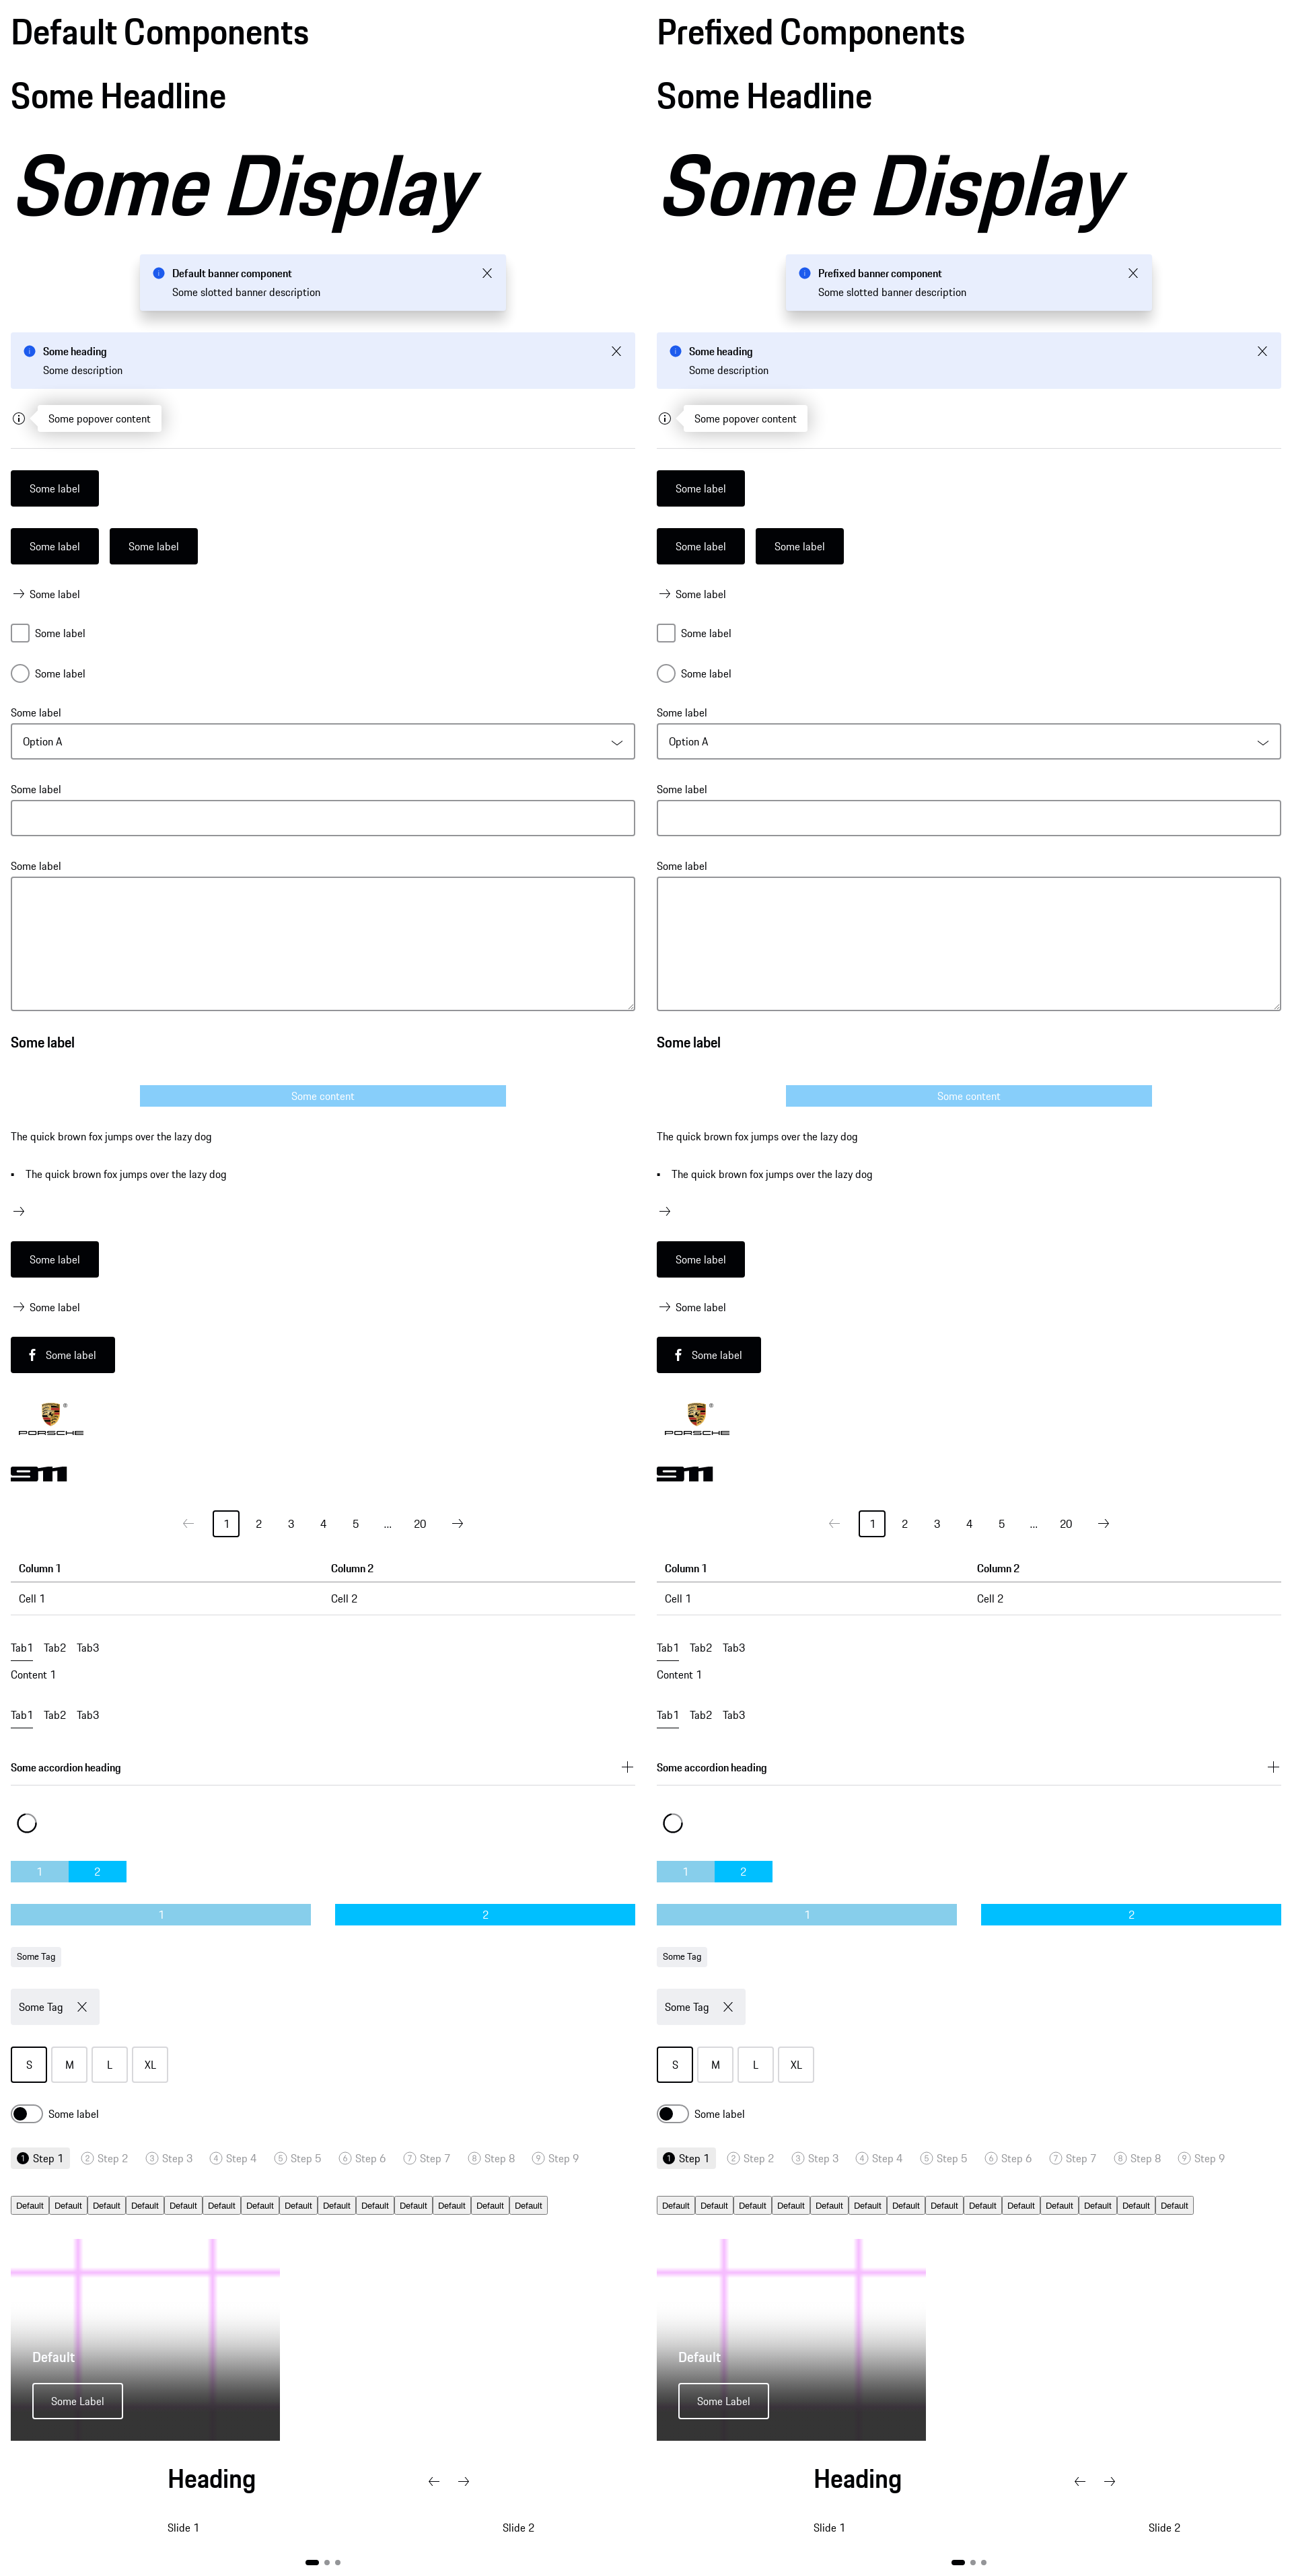 Default Components
Some Headline
Some Display
Default banner component
Some slotted banner description
Some heading
Some description
Some popover content
Some label
Some label Some label
Some label
Some label
Some label
Some label
Option A
Some label
Some label
Some label
Some content
The quick brown fox jumps over the lazy dog
▪ The quick brown fox jumps over the lazy dog
Some label
Some label
Some label
PORSCHE
911
1 2 3 4 5 ... 20
Column 1 Column 2
Cell 1 Cell 2
Tab1 Tab2 Tab3
Content 1
Tab1 Tab2 Tab3
Some accordion heading
1 2
1 2
Some Tag
Some Tag
S M L XL
Some label
1 Step 1 2 Step 2 3 Step 3 4 Step 4 5 Step 5 6 Step 6 7 Step 7 8 Step 8 9 Step 9
Default Default Default Default Default Default Default Default Default Default Default Default Default Default
Default
Some Label
Heading
Slide 1 Slide 2
Prefixed Components
Some Headline
Some Display
Prefixed banner component
Some slotted banner description
Some heading
Some description
Some popover content
Some label
Some label Some label
Some label
Some label
Some label
Some label
Option A
Some label
Some label
Some label
Some content
The quick brown fox jumps over the lazy dog
▪ The quick brown fox jumps over the lazy dog
Some label
Some label
Some label
PORSCHE
911
1 2 3 4 5 ... 20
Column 1 Column 2
Cell 1 Cell 2
Tab1 Tab2 Tab3
Content 1
Tab1 Tab2 Tab3
Some accordion heading
1 2
1 2
Some Tag
Some Tag
S M L XL
Some label
1 Step 1 2 Step 2 3 Step 3 4 Step 4 5 Step 5 6 Step 6 7 Step 7 8 Step 8 9 Step 9
Default Default Default Default Default Default Default Default Default Default Default Default Default Default
Default
Some Label
Heading
Slide 1 Slide 2